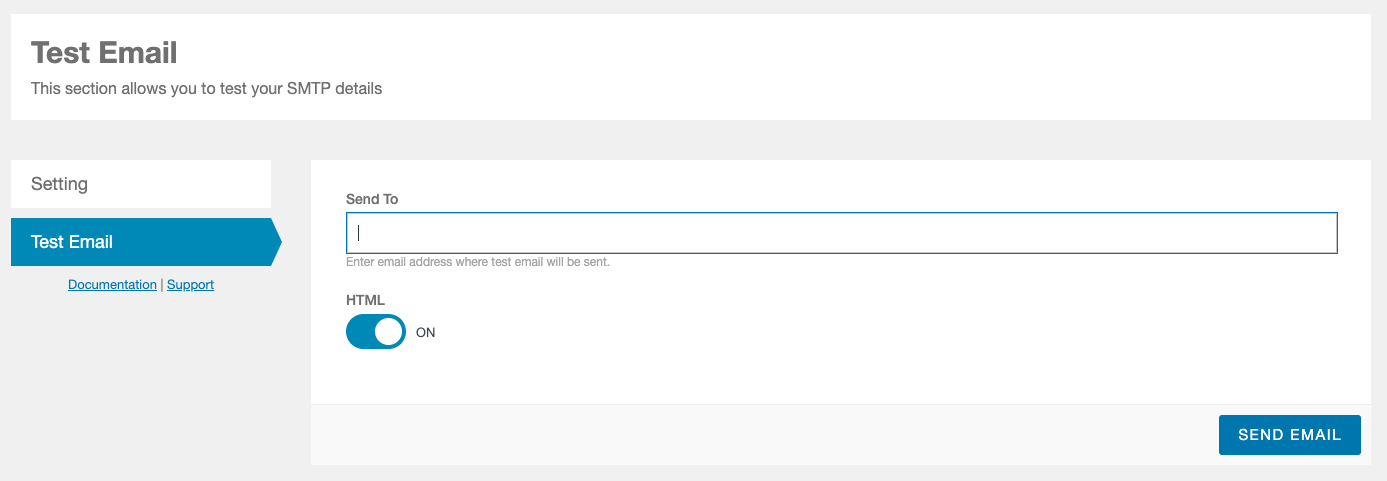 Test Email
This section allows you to test your SMTP details
Setting
Test Email
Documentation | Support
Send To
Enter email address where test email will be sent.
HTML
ON
SEND EMAIL